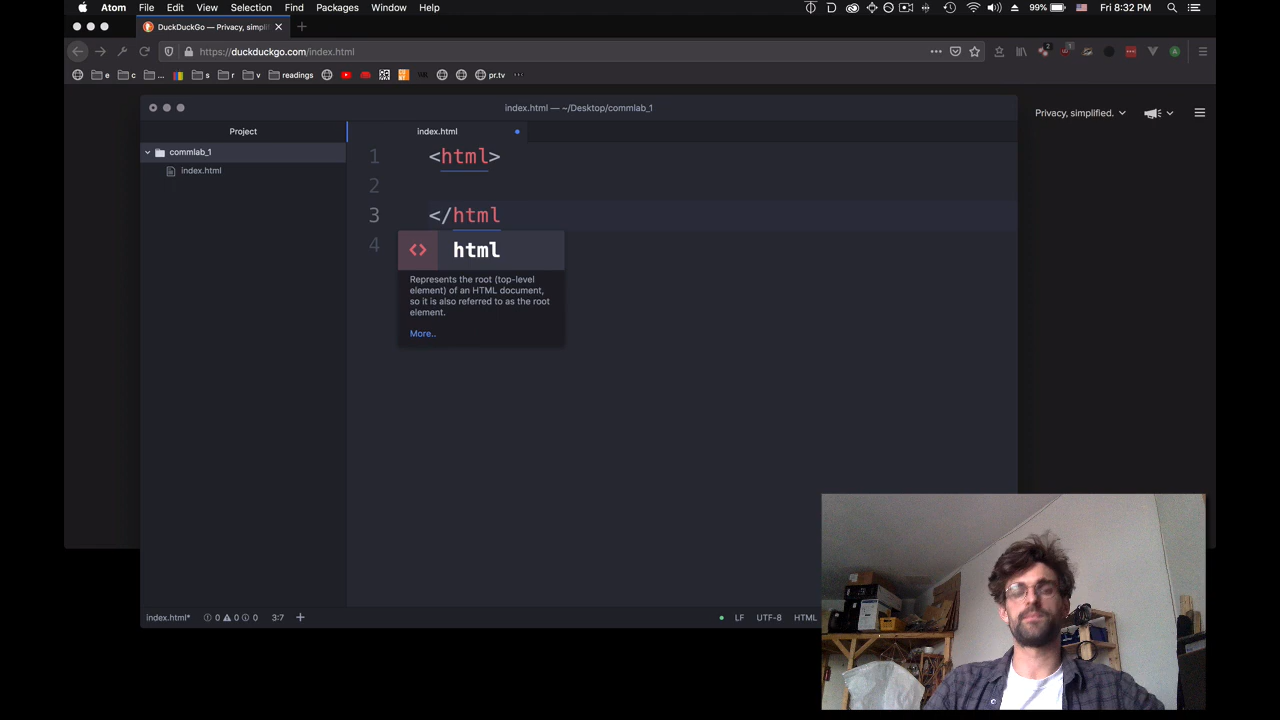 Atom File Edit View Selection Find Packages Window Help 99% Fri 8:32 PM
DuckDuckGo — Privacy, simplif
https://duckduckgo.com/index.html
e c ... s r v readings pr.tv
index.html — ~/Desktop/commlab_1
Privacy, simplified.
Project index.html
commlab_1
index.html
1 <html>
2
3 </html
4
html
Represents the root (top-level
element) of an HTML document,
so it is also referred to as the root
element.
More..
index.html* 0 0 0 3:7 LF UTF-8 HTML